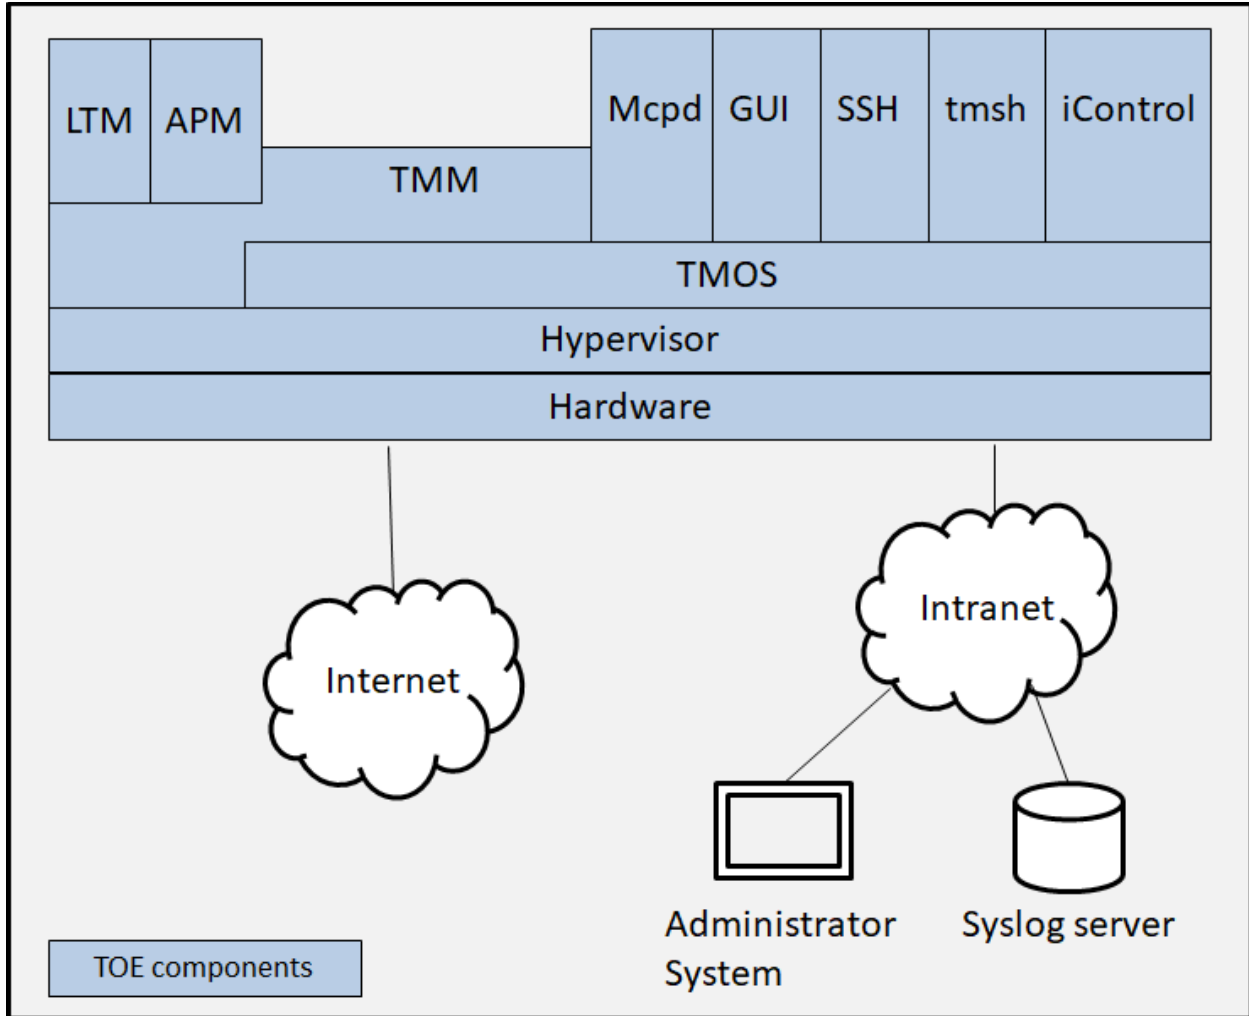 LTM
APM
TMM
Mcpd
GUI
SSH
tmsh
iControl
TMOS
Hypervisor
Hardware
Internet
Intranet
Administrator
System
Syslog server
TOE components